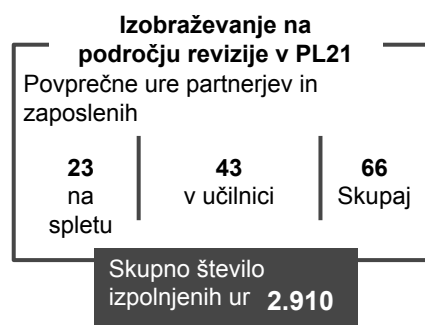 Izobraževanje na
področju revizije v PL21
Povprečne ure partnerjev in
zaposlenih
23
na
spletu
43
v učilnici
66
Skupaj
Skupno število
izpolnjenih ur 2.910